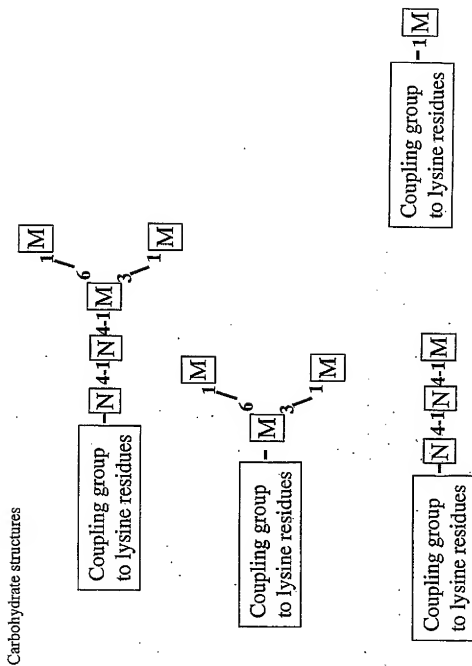 Carbohydrate structures
Coupling group
to lysine residues
N 4-1 N 4-1 M
6
1
M
3
1
M
Coupling group
to lysine residues
M
6
1
M
3
1
M
Coupling group
to lysine residues
N 4-1 N 4-1 M
Coupling group
to lysine residues
1 M